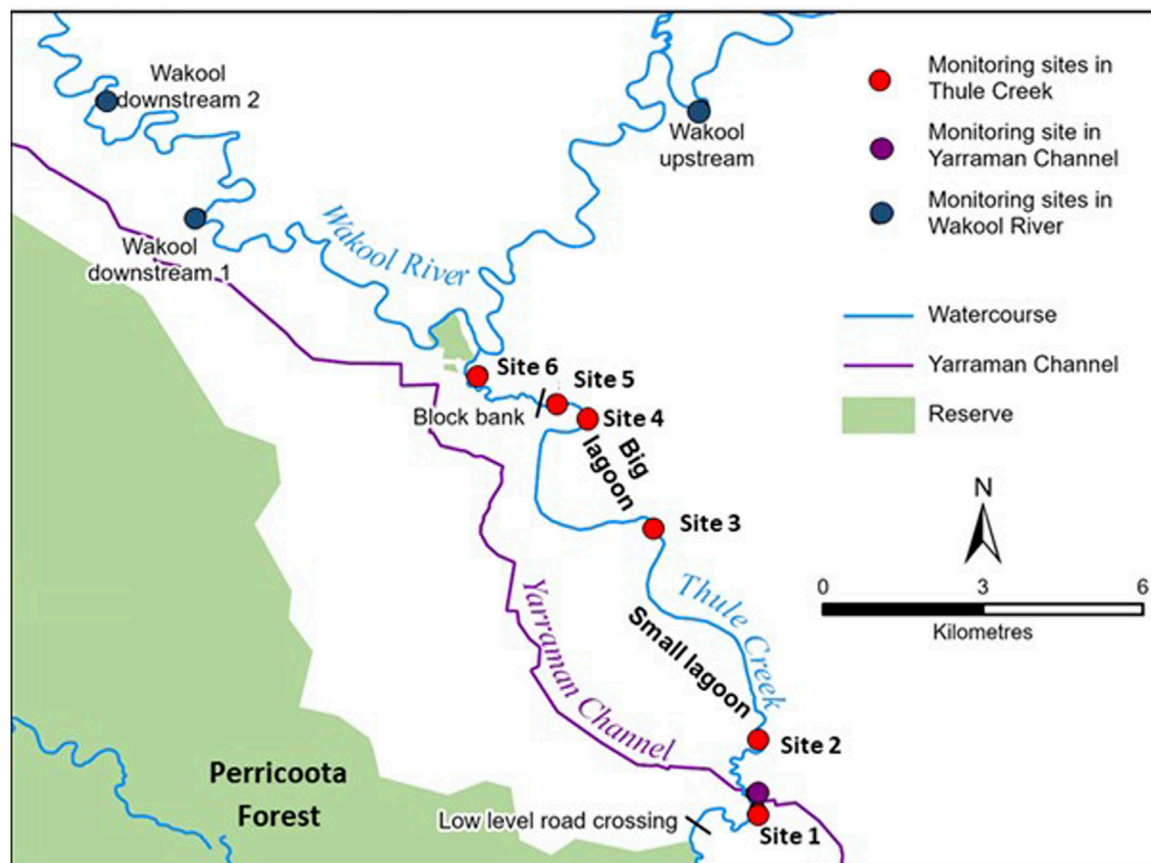 Wakool
downstream 2
Wakool
upstream
Wakool
downstream 1
Wakool River
Site 6
Site 5
Block bank
Site 4
Big
lagoon
Site 3
Thule Creek
Small lagoon
Yarraman Channel
Site 2
Perricoota
Forest
Low level road crossing
Site 1
Monitoring sites in
Thule Creek
Monitoring site in
Yarraman Channel
Monitoring sites in
Wakool River
Watercourse
Yarraman Channel
Reserve
N
0 3 6
Kilometres